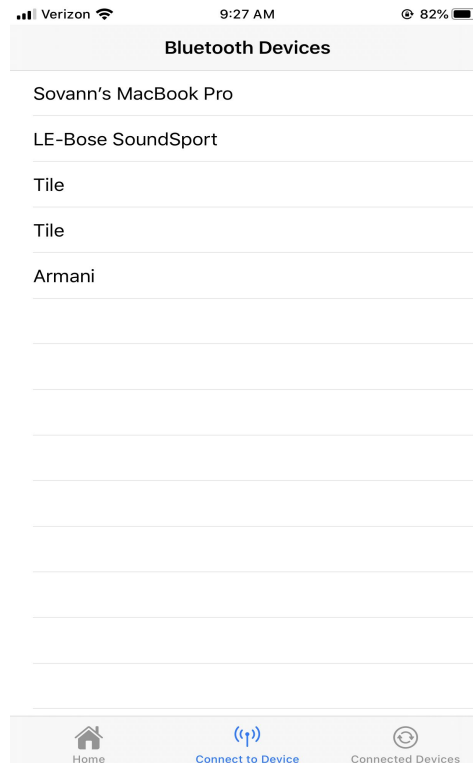 Verizon 9:27 AM 82%
Bluetooth Devices
Sovann’s MacBook Pro
LE-Bose SoundSport
Tile
Tile
Armani
Home Connect to Device Connected Devices